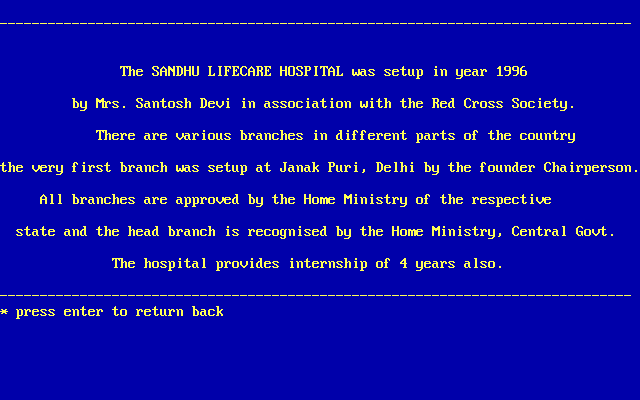 The SANDHU LIFECARE HOSPITAL was setup in year 1996
by Mrs. Santosh Devi in association with the Red Cross Society.
There are various branches in different parts of the country
the very first branch was setup at Janak Puri, Delhi by the founder Chairperson.
All branches are approved by the Home Ministry of the respective
state and the head branch is recognised by the Home Ministry, Central Govt.
The hospital provides internship of 4 years also.
* press enter to return back